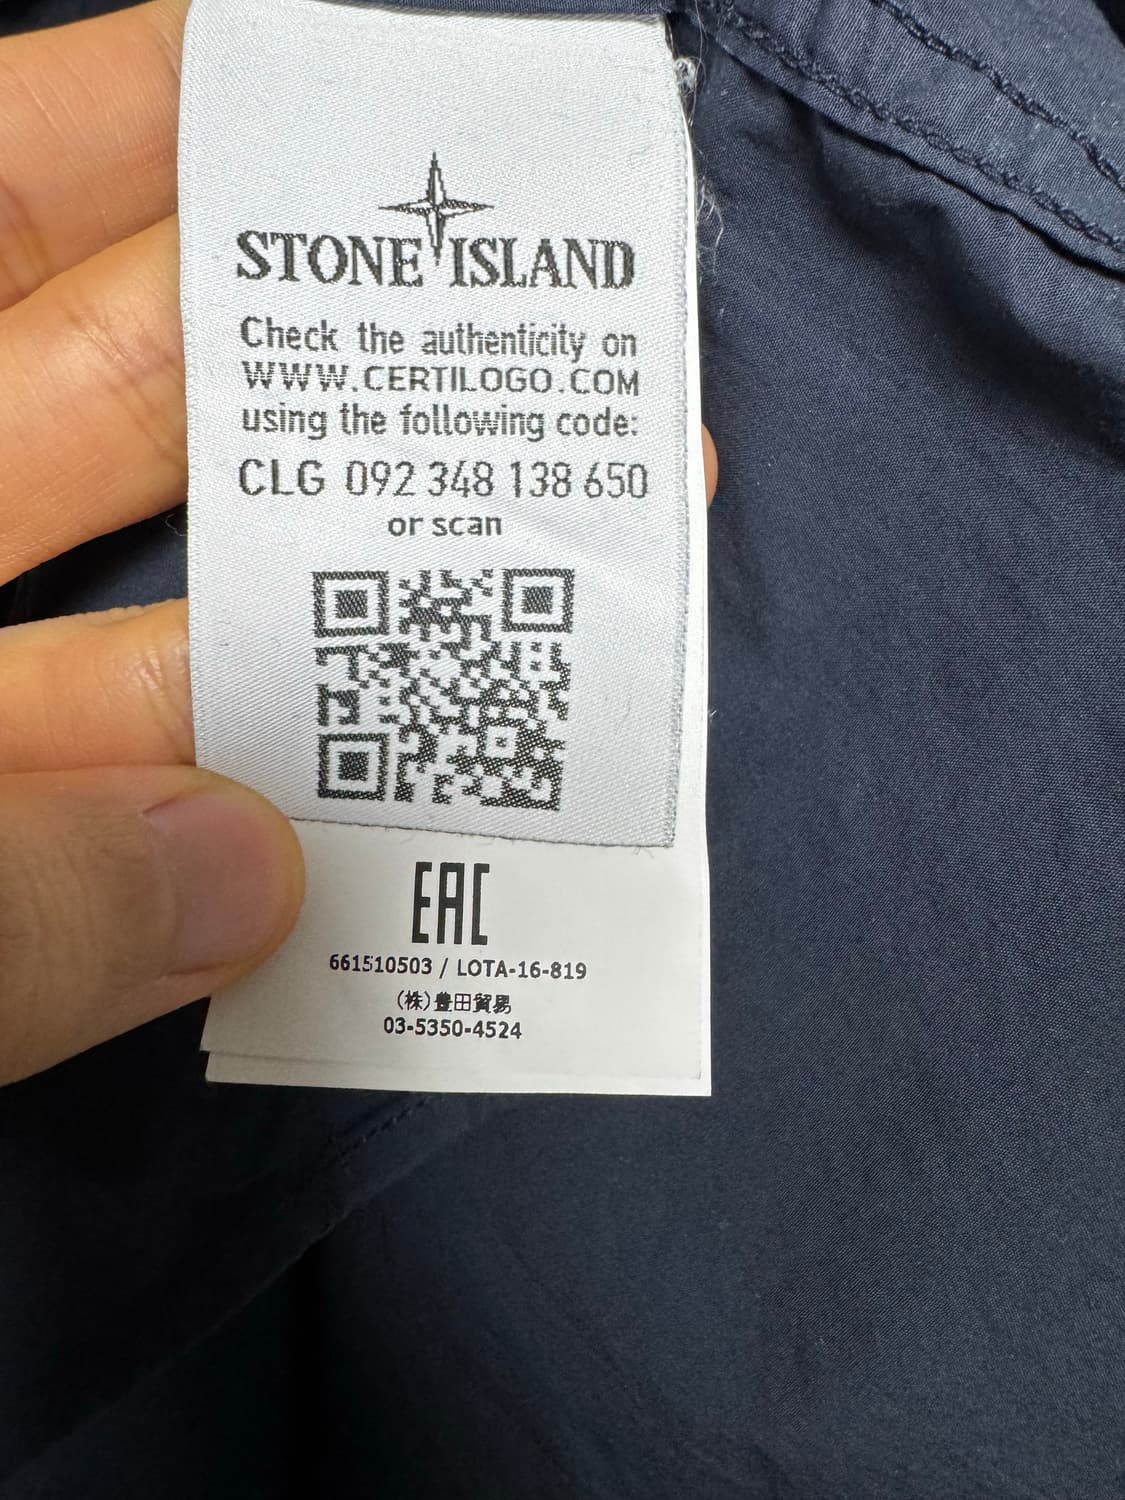 STONE ISLAND
Check the authenticity on
WWW.CERTILOGO.COM
using the following code:
CLG 092 348 138 650
or scan
EAC
661510503 / LOTA-16-819
(株)豊田貿易
03-5350-4524